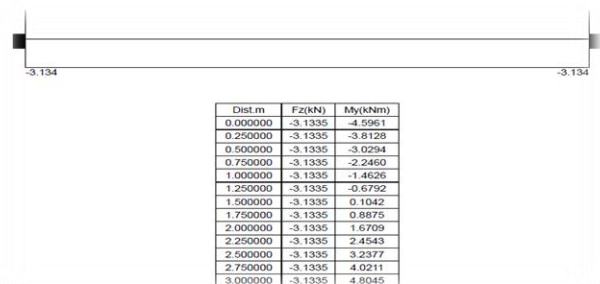 -3.134 -3.134
Dist.m Fz(kN) My(kNm)
0.000000 -3.1335 -4.5961
0.250000 -3.1335 -3.8128
0.500000 -3.1335 -3.0294
0.750000 -3.1335 -2.2460
1.000000 -3.1335 -1.4626
1.250000 -3.1335 -0.6792
1.500000 -3.1335 0.1042
1.750000 -3.1335 0.8875
2.000000 -3.1335 1.6709
2.250000 -3.1335 2.4543
2.500000 -3.1335 3.2377
2.750000 -3.1335 4.0211
3.000000 -3.1335 4.8045